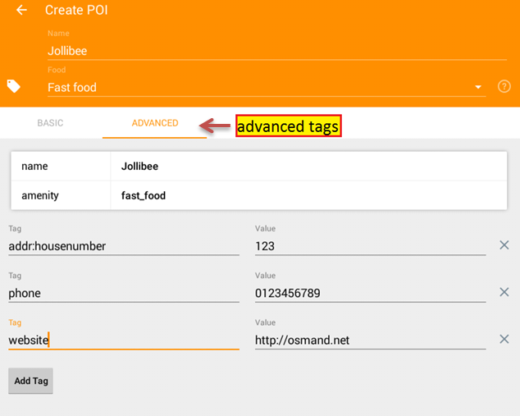 Create POI
Name
Jollibee
Food
Fast food
BASIC
ADVANCED
advanced tags
name Jollibee
amenity fast_food
Tag Value
addr:housenumber 123
Tag Value
phone 0123456789
Tag Value
website http://osmand.net
Add Tag